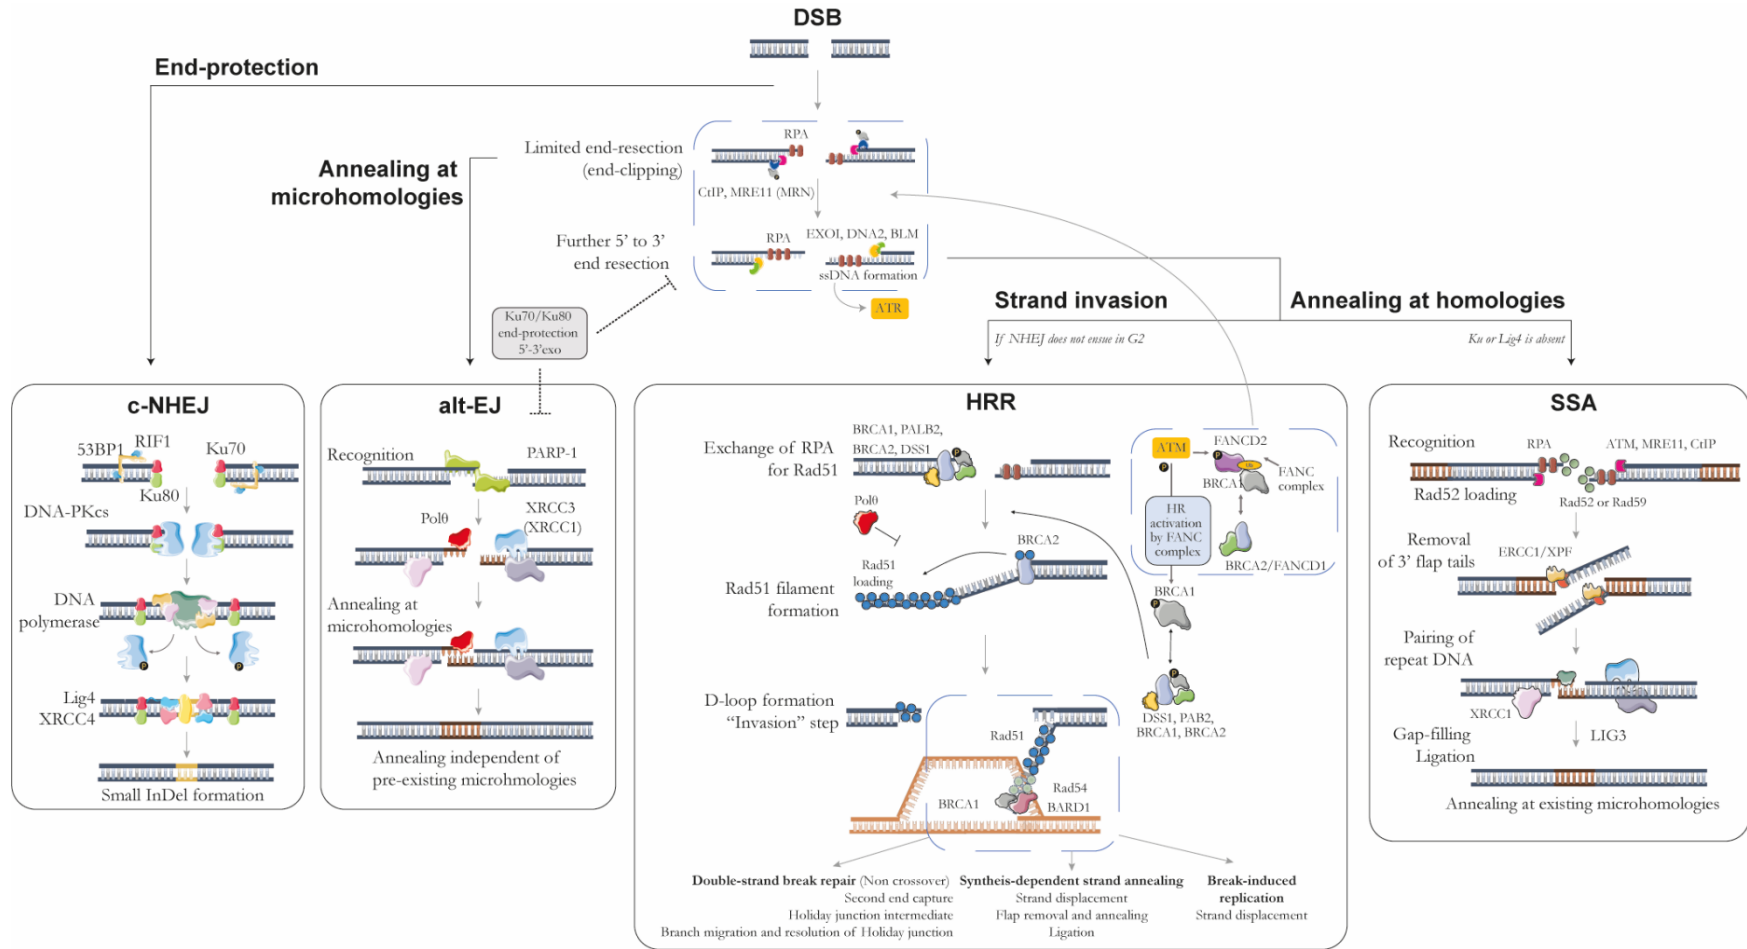 DSB
End-protection
Limited end-resection
(end-clipping)
RPA
CtIP, MRE11 (MRN)
Annealing at
microhomologies
Further 5' to 3'
end resection
RPA
EXOI, DNA2, BLM
ssDNA formation
ATR
Ku70/Ku80
end-protection
5'-3'exo
Strand invasion
If NHEJ does not ensue in G2
Annealing at homologies
Ku or Lig4 is absent
c-NHEJ
53BP1
RIF1
Ku70
Ku80
DNA-PKcs
DNA
polymerase
P
P
Lig4
XRCC4
Small InDel formation
alt-EJ
Recognition
PARP-1
Polθ
XRCC3
(XRCC1)
Annealing at
microhomologies
Annealing independent of
pre-existing microhmologies
HRR
Exchange of RPA
for Rad51
BRCA1, PALB2,
BRCA2, DSS1
P
Polθ
Rad51
loading
BRCA2
Rad51 filament
formation
D-loop formation
"Invasion" step
Rad51
BRCA1
Rad54
BARD1
ATM
P
FANCD2
P
Ub
BRCA1
FANC
complex
HR
activation
by FANC
complex
BRCA2/FANCD1
BRCA1
P
P
DSS1, PAB2,
BRCA1, BRCA2
Double-strand break repair (Non crossover)
Second end capture
Holiday junction intermediate
Branch migration and resolution of Holiday junction
Syntheis-dependent strand annealing
Strand displacement
Flap removal and annealing
Ligation
Break-induced
replication
Strand displacement
SSA
Recognition
RPA
ATM, MRE11, CtIP
Rad52 loading
Rad52 or Rad59
Removal
of 3' flap tails
ERCC1/XPF
Pairing of
repeat DNA
XRCC1
Gap-filling
Ligation
LIG3
Annealing at existing microhomologies